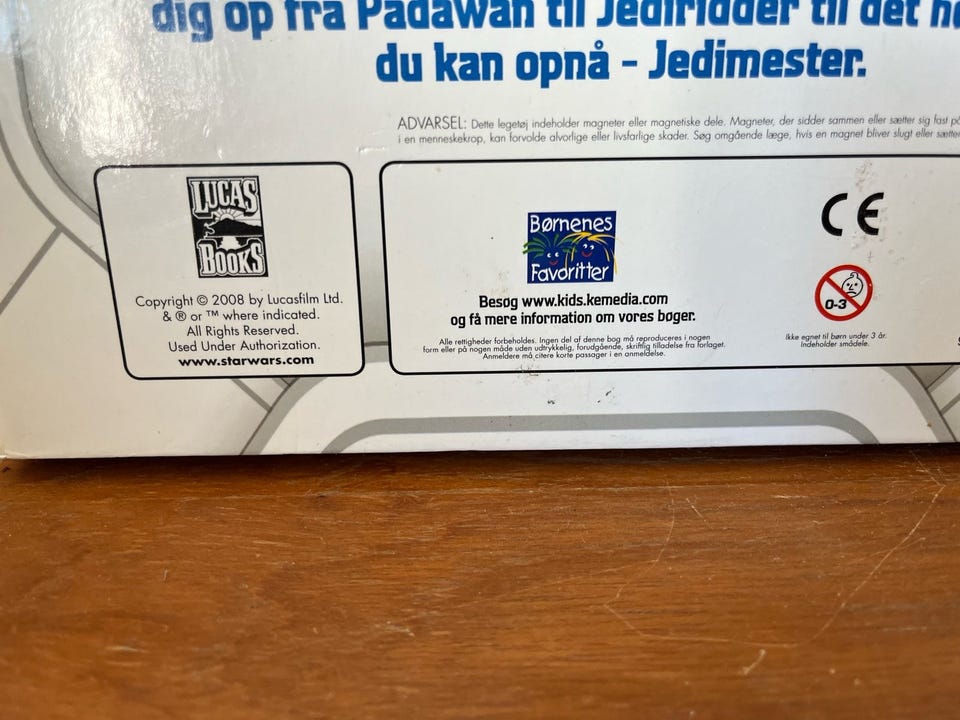 dig op fra Padawan til Jediridder til det
du kan opnå - Jedimester.
ADVARSEL: Dette legetøj indeholder magneter eller magnetiske dele. Magneter, der sidder sammen eller sætter sig fast
i en menneskekrop, kan forvolde alvorlige eller livsfarlige skader. Søg omgående læge, hvis en magnet bliver slugt eller
LUCAS
BOOKS
Copyright © 2008 by Lucasfilm Ltd.
& ® or ™ where indicated.
All Rights Reserved.
Used Under Authorization.
www.starwars.com
Børnenes
Favoritter
Besøg www.kids.kemedia.com
og få mere information om vores bøger.
Alle rettigheder forbeholdes. Ingen del af denne bog må reproduceres i nogen
form eller på nogen måde uden udtrykkelig, forudgående, skriftlig tilladelse fra forlaget.
Anmeldere må citere korte passager i en anmeldelse.
CE
0-3
Ikke egnet til børn under 3 år.
Indeholder smådele.